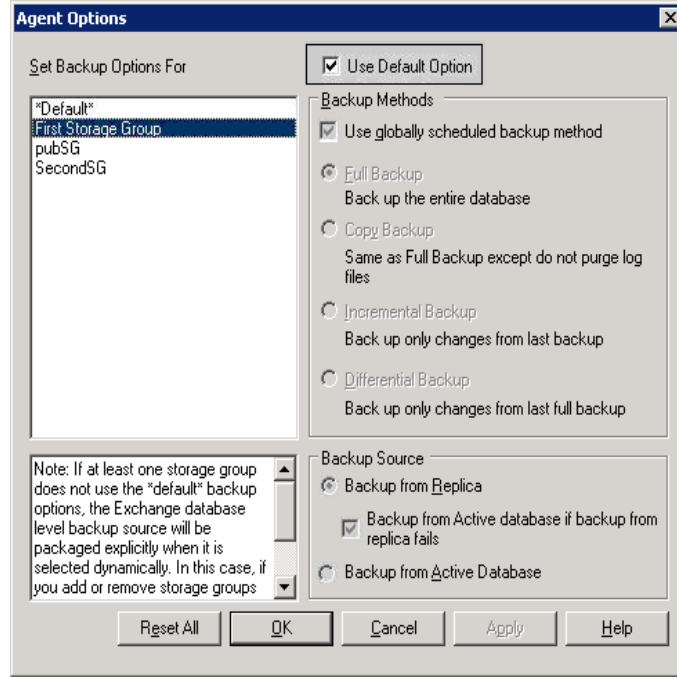 Agent Options
Set Backup Options For
Use Default Option
*Default*
First Storage Group
pubSG
SecondSG
Backup Methods
Use globally scheduled backup method
Full Backup
Back up the entire database
Copy Backup
Same as Full Backup except do not purge log
files
Incremental Backup
Back up only changes from last backup
Differential Backup
Back up only changes from last full backup
Note: If at least one storage group
does not use the *default* backup
options, the Exchange database
level backup source will be
packaged explicitly when it is
selected dynamically. In this case, if
you add or remove storage groups
Backup Source
Backup from Replica
Backup from Active database if backup from
replica fails
Backup from Active Database
Reset All
OK
Cancel
Apply
Help